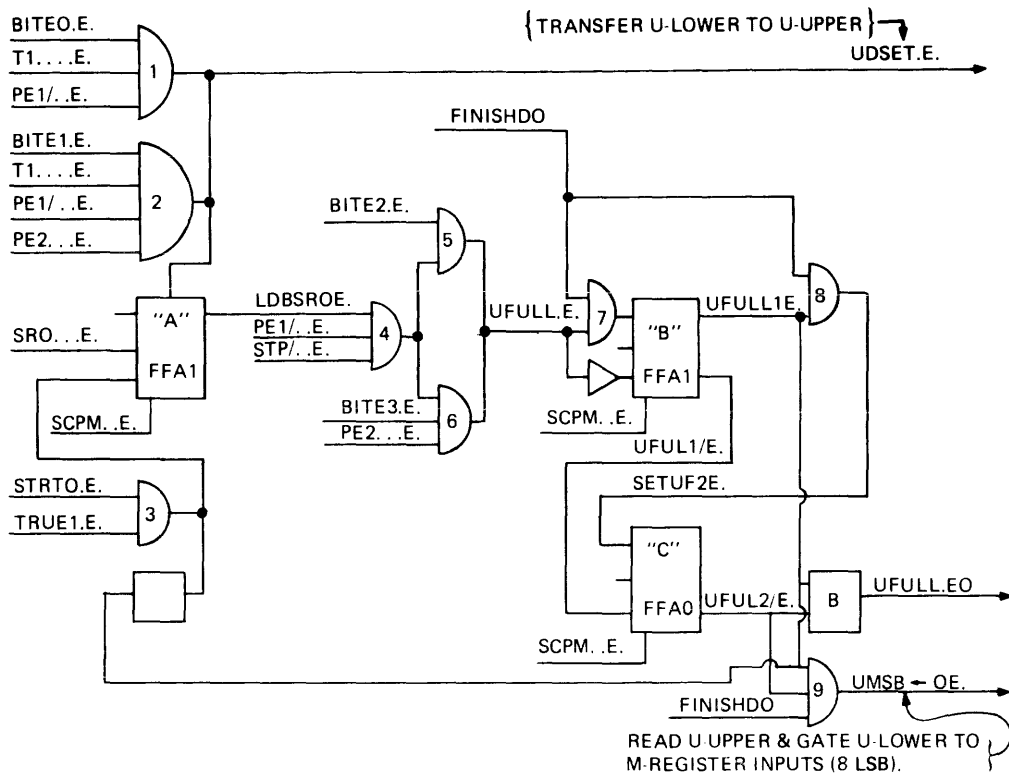 {TRANSFER U-LOWER TO U-UPPER}
BITE0.E.
T1. . . .E.
PE1/. .E.
1
UDSET.E.
FINISHDO
BITE1.E.
T1. . . .E.
PE1/. .E.
PE2. . .E.
2
BITE2.E.
5
8
"A"
FFA1
SRO. . .E.
SCPM. .E.
LDBSROE.
PE1/. .E.
STP/. .E.
4
UFULL.E.
7
"B"
FFA1
UFULL1E.
BITE3.E.
PE2. . .E.
6
SCPM. .E.
UFUL1/E.
SETUF2E.
STRTO.E.
TRUE1.E.
3
"C"
FFA0
UFUL2/E.
SCPM. .E.
B
UFULL.EO
9
FINISHDO
UMSB ← OE.
READ U-UPPER & GATE U-LOWER TO
M-REGISTER INPUTS (8 LSB). }